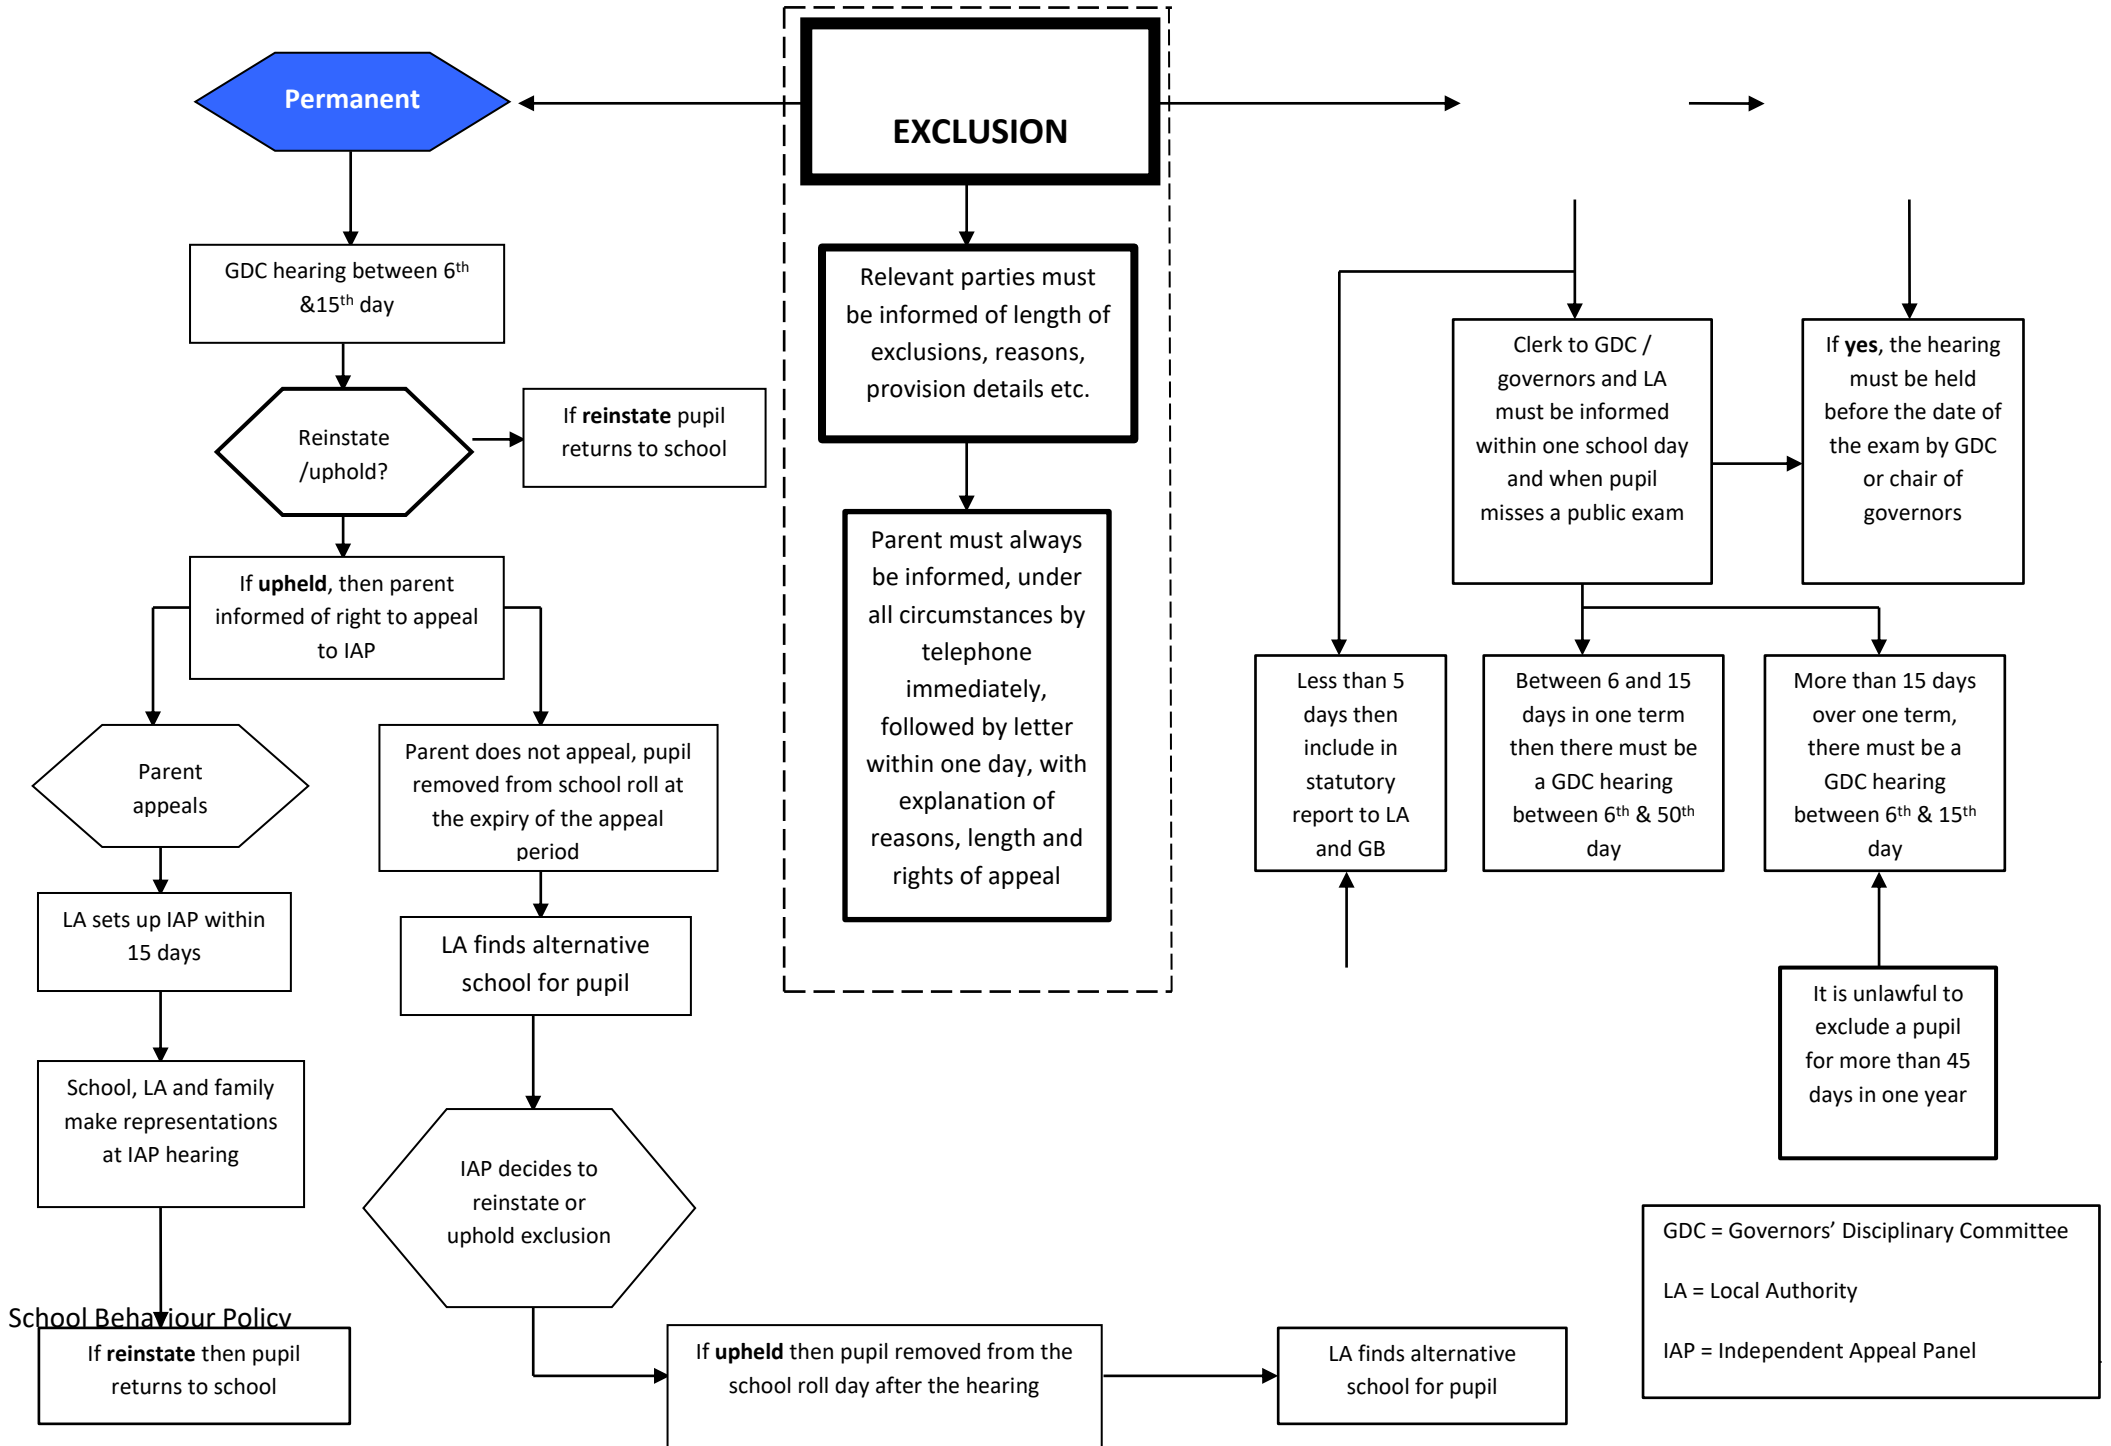 Permanent
EXCLUSION
GDC hearing between 6th
&15th day
Relevant parties must
be informed of length of
exclusions, reasons,
provision details etc.
Clerk to GDC /
governors and LA
must be informed
within one school day
and when pupil
misses a public exam
If yes, the hearing
must be held
before the date of
the exam by GDC
or chair of
governors
Reinstate
/uphold?
If reinstate pupil
returns to school
If upheld, then parent
informed of right to appeal
to IAP
Parent must always
be informed, under
all circumstances by
telephone
immediately,
followed by letter
within one day, with
explanation of
reasons, length and
rights of appeal
Less than 5
days then
include in
statutory
report to LA
and GB
Between 6 and 15
days in one term
then there must be
a GDC hearing
between 6th & 50th
day
More than 15 days
over one term,
there must be a
GDC hearing
between 6th & 15th
day
Parent
appeals
Parent does not appeal, pupil
removed from school roll at
the expiry of the appeal
period
LA sets up IAP within
15 days
LA finds alternative
school for pupil
It is unlawful to
exclude a pupil
for more than 45
days in one year
School, LA and family
make representations
at IAP hearing
IAP decides to
reinstate or
uphold exclusion
GDC = Governors’ Disciplinary Committee
LA = Local Authority
IAP = Independent Appeal Panel
School Behaviour Policy
If reinstate then pupil
returns to school
If upheld then pupil removed from the
school roll day after the hearing
LA finds alternative
school for pupil